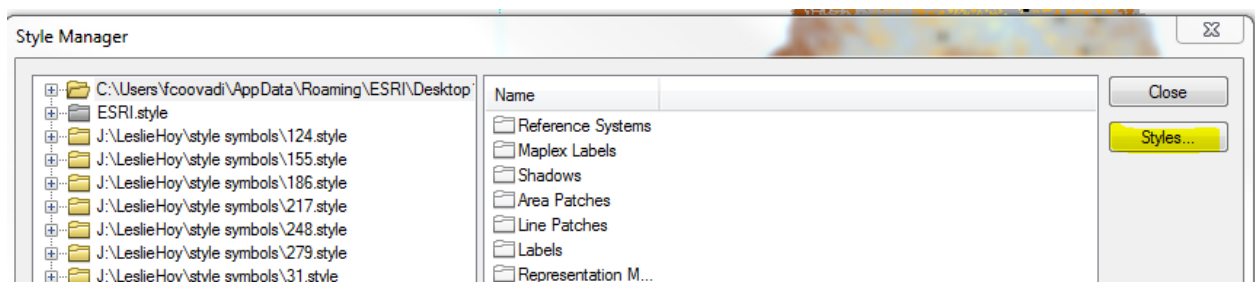 Style Manager
C:\Users\fcoovadi\AppData\Roaming\ESRI\Desktop
ESRI.style
J:\LeslieHoy\style symbols\124.style
J:\LeslieHoy\style symbols\155.style
J:\LeslieHoy\style symbols\186.style
J:\LeslieHoy\style symbols\217.style
J:\LeslieHoy\style symbols\248.style
J:\LeslieHoy\style symbols\279.style
J:\LeslieHoy\style symbols\31.style
Name
Reference Systems
Maplex Labels
Shadows
Area Patches
Line Patches
Labels
Representation M...
Close
Styles...